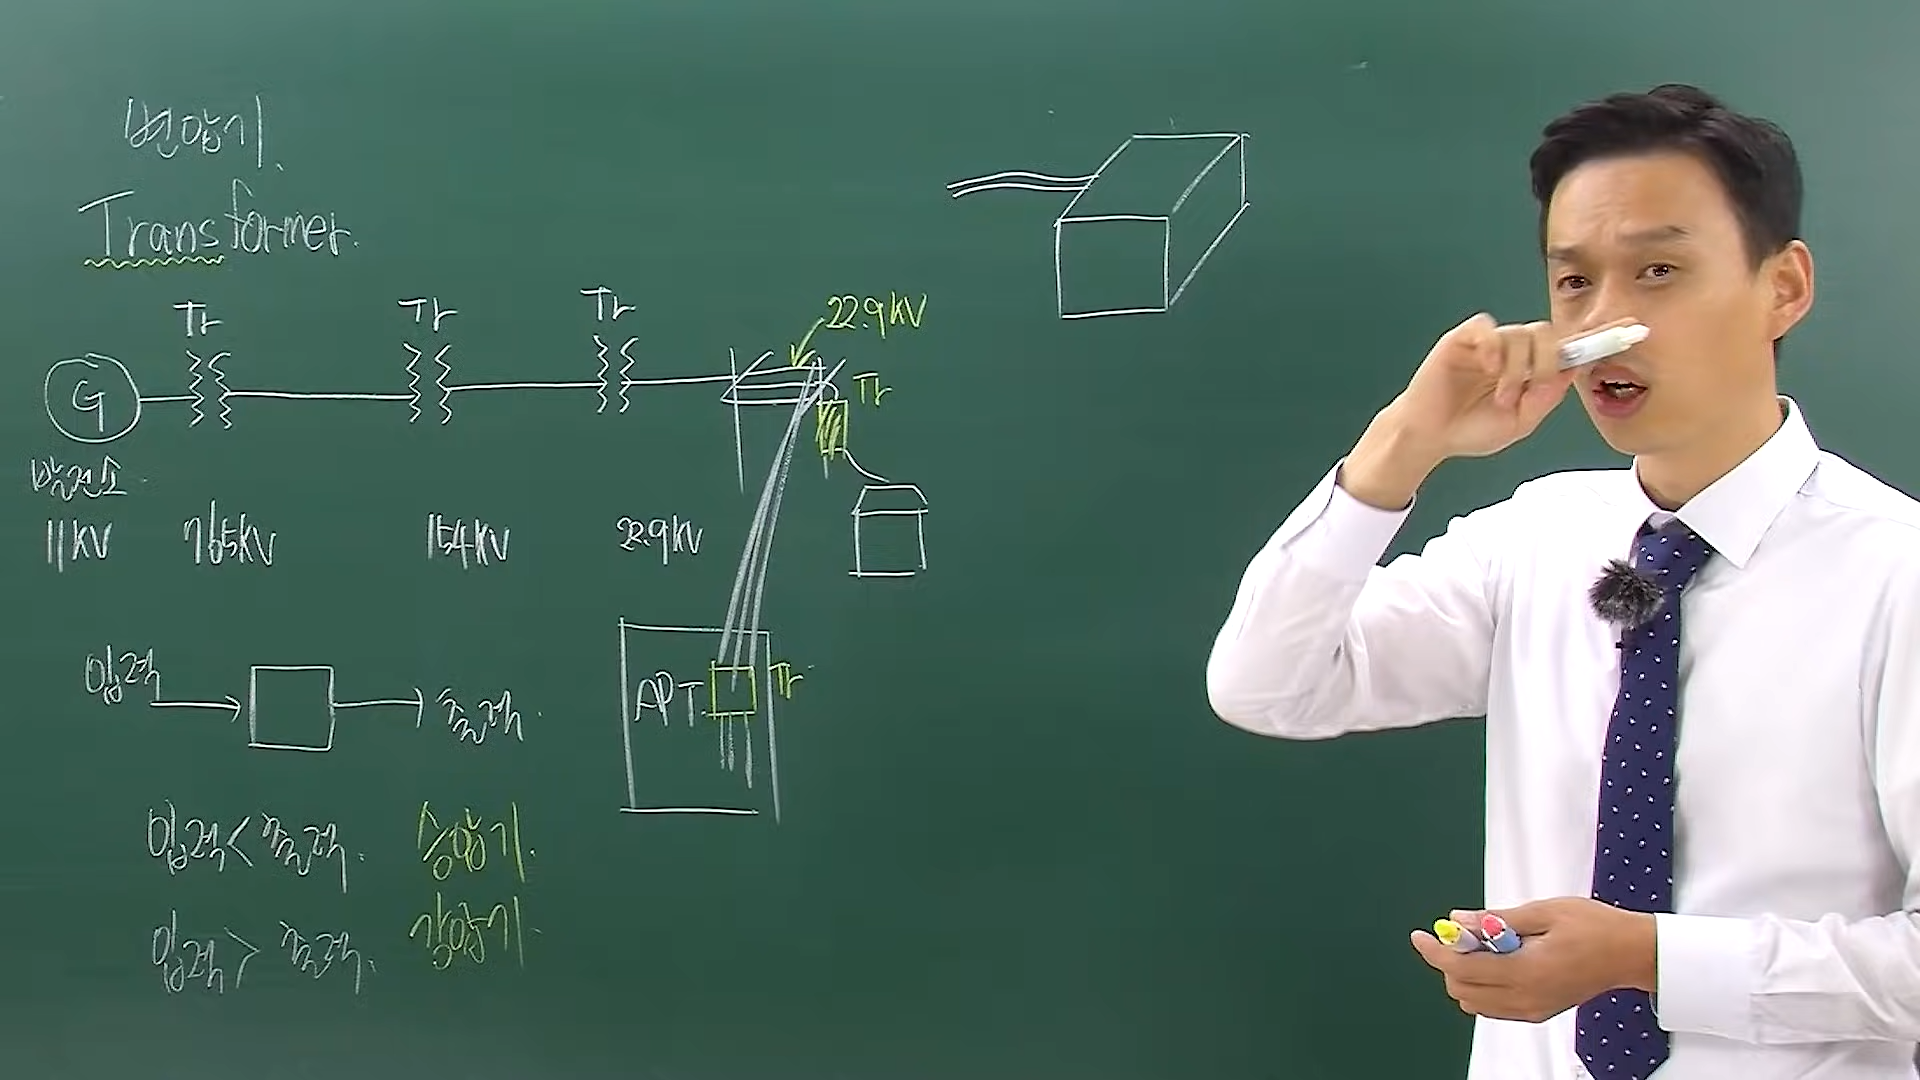 변압기.
Transformer.
Tr Tr Tr 22.9KV
G Tr
발전소.
11KV 765KV 154KV 22.9KV
입력 출력.
APT. Tr
입력 < 출력. 승압기.
입력 > 출력. 강압기.